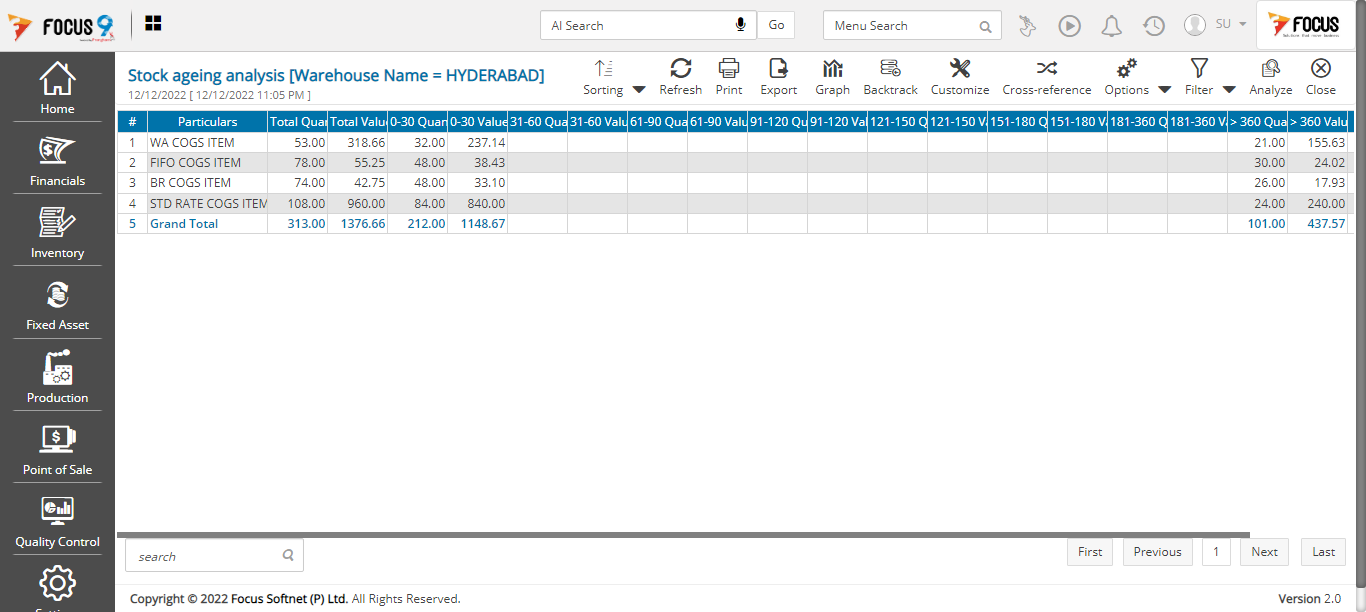 FOCUS 9
AI Search
Go
Menu Search
SU
FOCUS
Home
Financials
Inventory
Fixed Asset
Production
Point of Sale
Quality Control
Stock ageing analysis [Warehouse Name = HYDERABAD]
12/12/2022 [ 12/12/2022 11:05 PM ]
Sorting Refresh Print Export Graph Backtrack Customize Cross-reference Options Filter Analyze Close
# Particulars Total Quan Total Value 0-30 Quan 0-30 Value 31-60 Qua 31-60 Valu 61-90 Qua 61-90 Valu 91-120 Qu 91-120 Val 121-150 Q 121-150 V 151-180 Q 151-180 V 181-360 Q 181-360 V > 360 Qua > 360 Valu
1 WA COGS ITEM 53.00 318.66 32.00 237.14 21.00 155.63
2 FIFO COGS ITEM 78.00 55.25 48.00 38.43 30.00 24.02
3 BR COGS ITEM 74.00 42.75 48.00 33.10 26.00 17.93
4 STD RATE COGS ITEM 108.00 960.00 84.00 840.00 24.00 240.00
5 Grand Total 313.00 1376.66 212.00 1148.67 101.00 437.57
search
First Previous 1 Next Last
Copyright © 2022 Focus Softnet (P) Ltd. All Rights Reserved.
Version 2.0